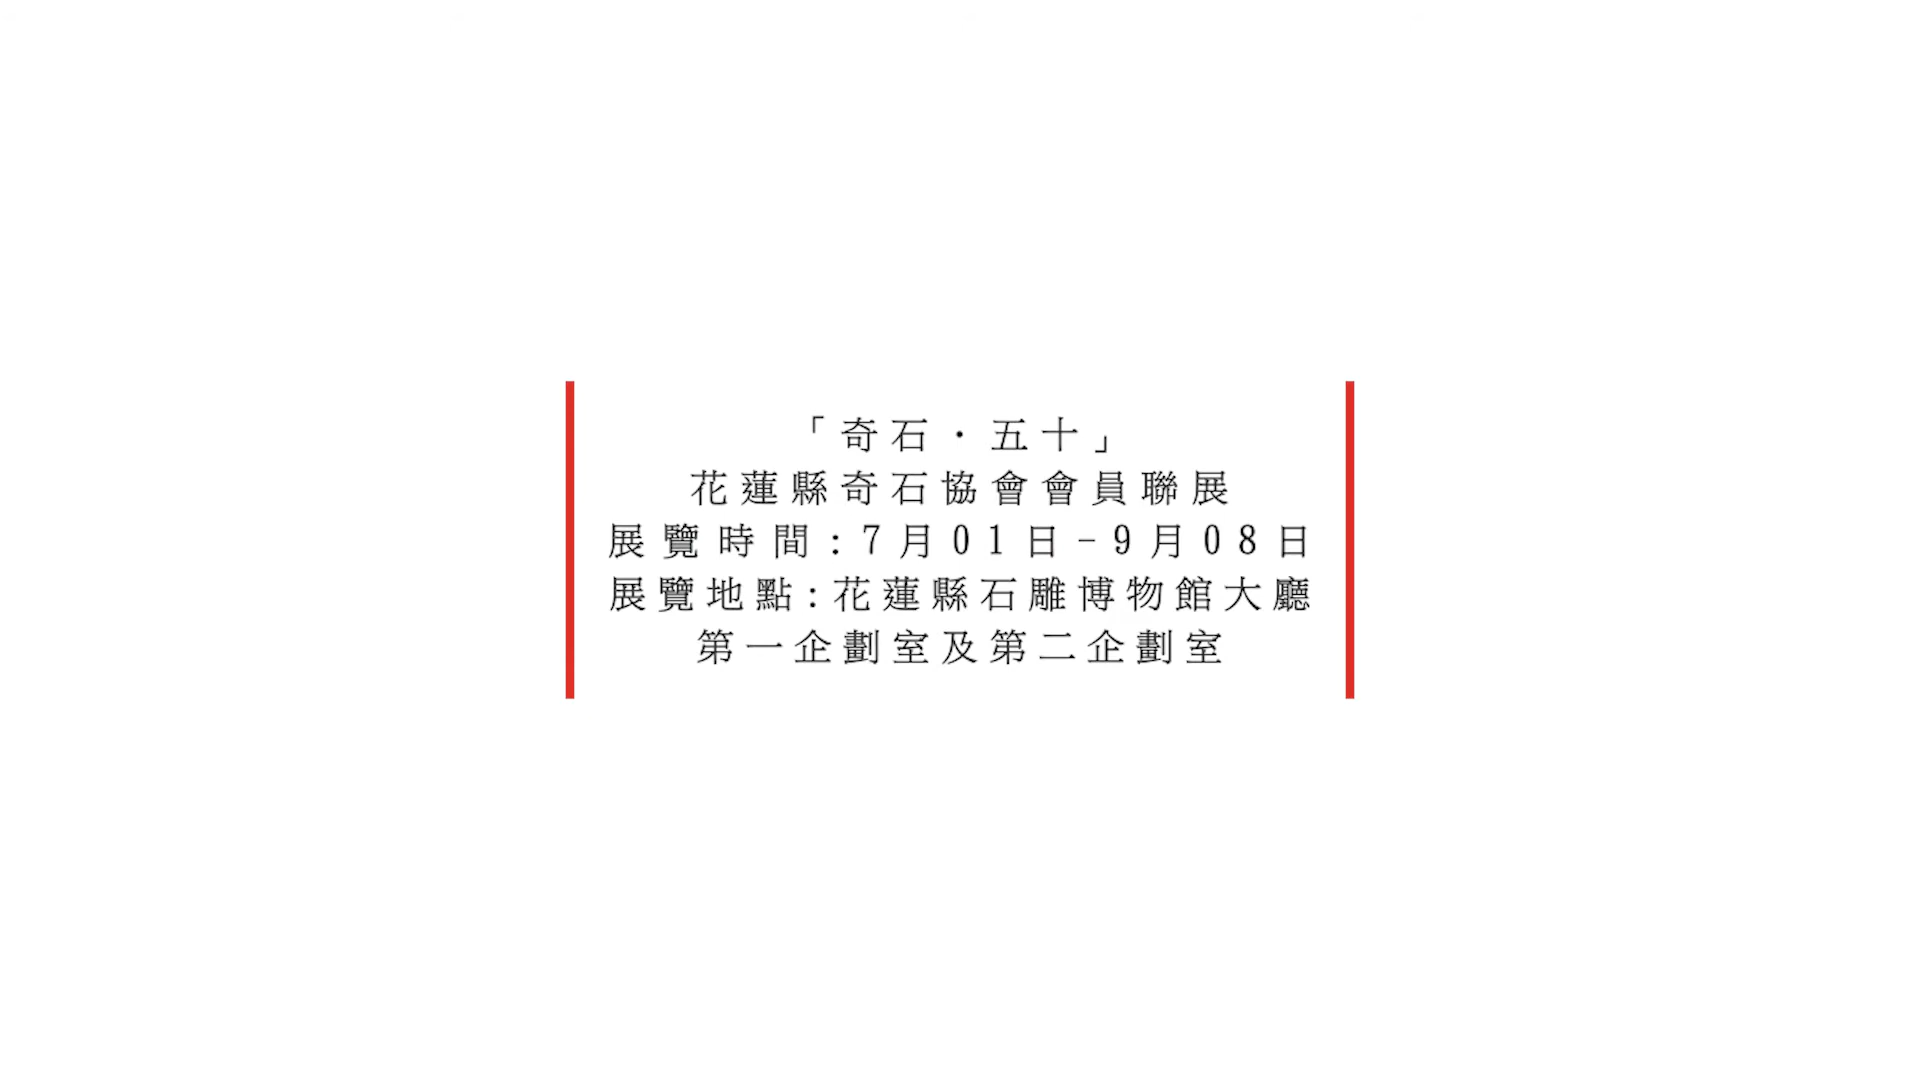 「奇石·五十」
花蓮縣奇石協會會員聯展
展覽時間:7月01日-9月08日
展覽地點:花蓮縣石雕博物館大廳
第一企劃室及第二企劃室